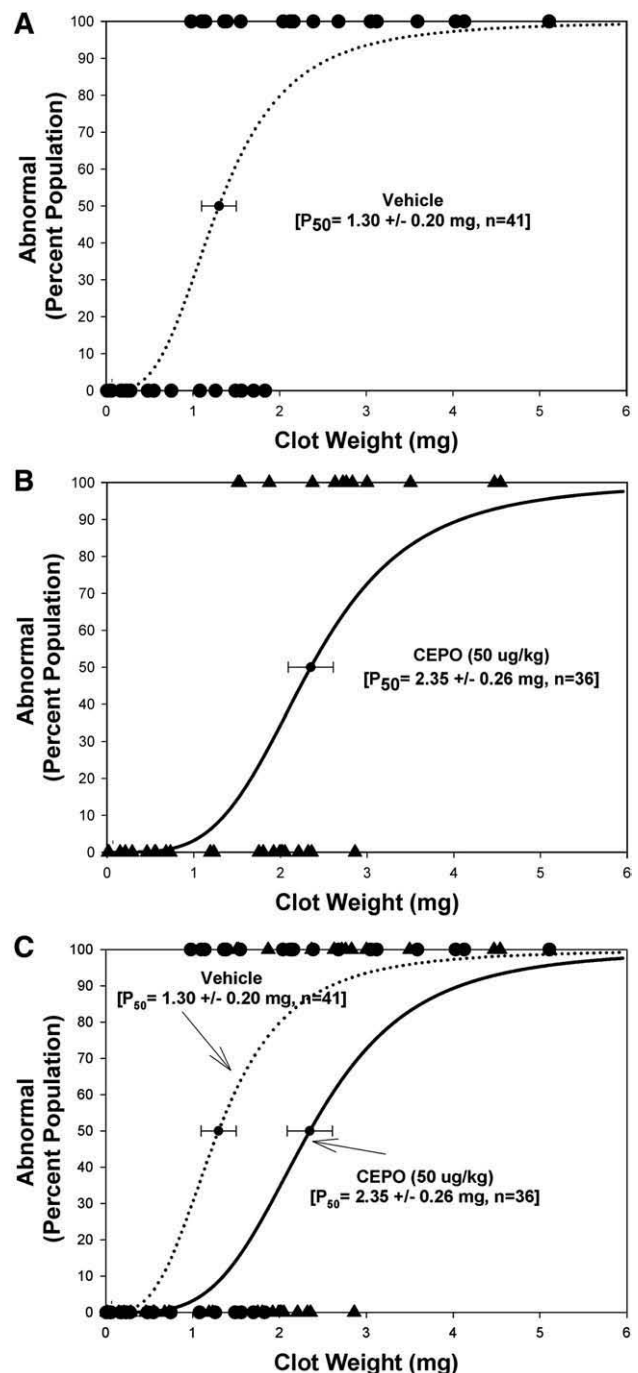 A
100
90
80
70
60
50
40
30
20
10
0
Abnormal
(Percent Population)
Vehicle
[P50= 1.30 +/- 0.20 mg, n=41]
0 1 2 3 4 5 6
Clot Weight (mg)
B
100
90
80
70
60
50
40
30
20
10
0
Abnormal
(Percent Population)
CEPO (50 ug/kg)
[P50= 2.35 +/- 0.26 mg, n=36]
0 1 2 3 4 5 6
Clot Weight (mg)
C
100
90
80
70
60
50
40
30
20
10
0
Abnormal
(Percent Population)
Vehicle
[P50= 1.30 +/- 0.20 mg, n=41]
CEPO (50 ug/kg)
[P50= 2.35 +/- 0.26 mg, n=36]
0 1 2 3 4 5 6
Clot Weight (mg)